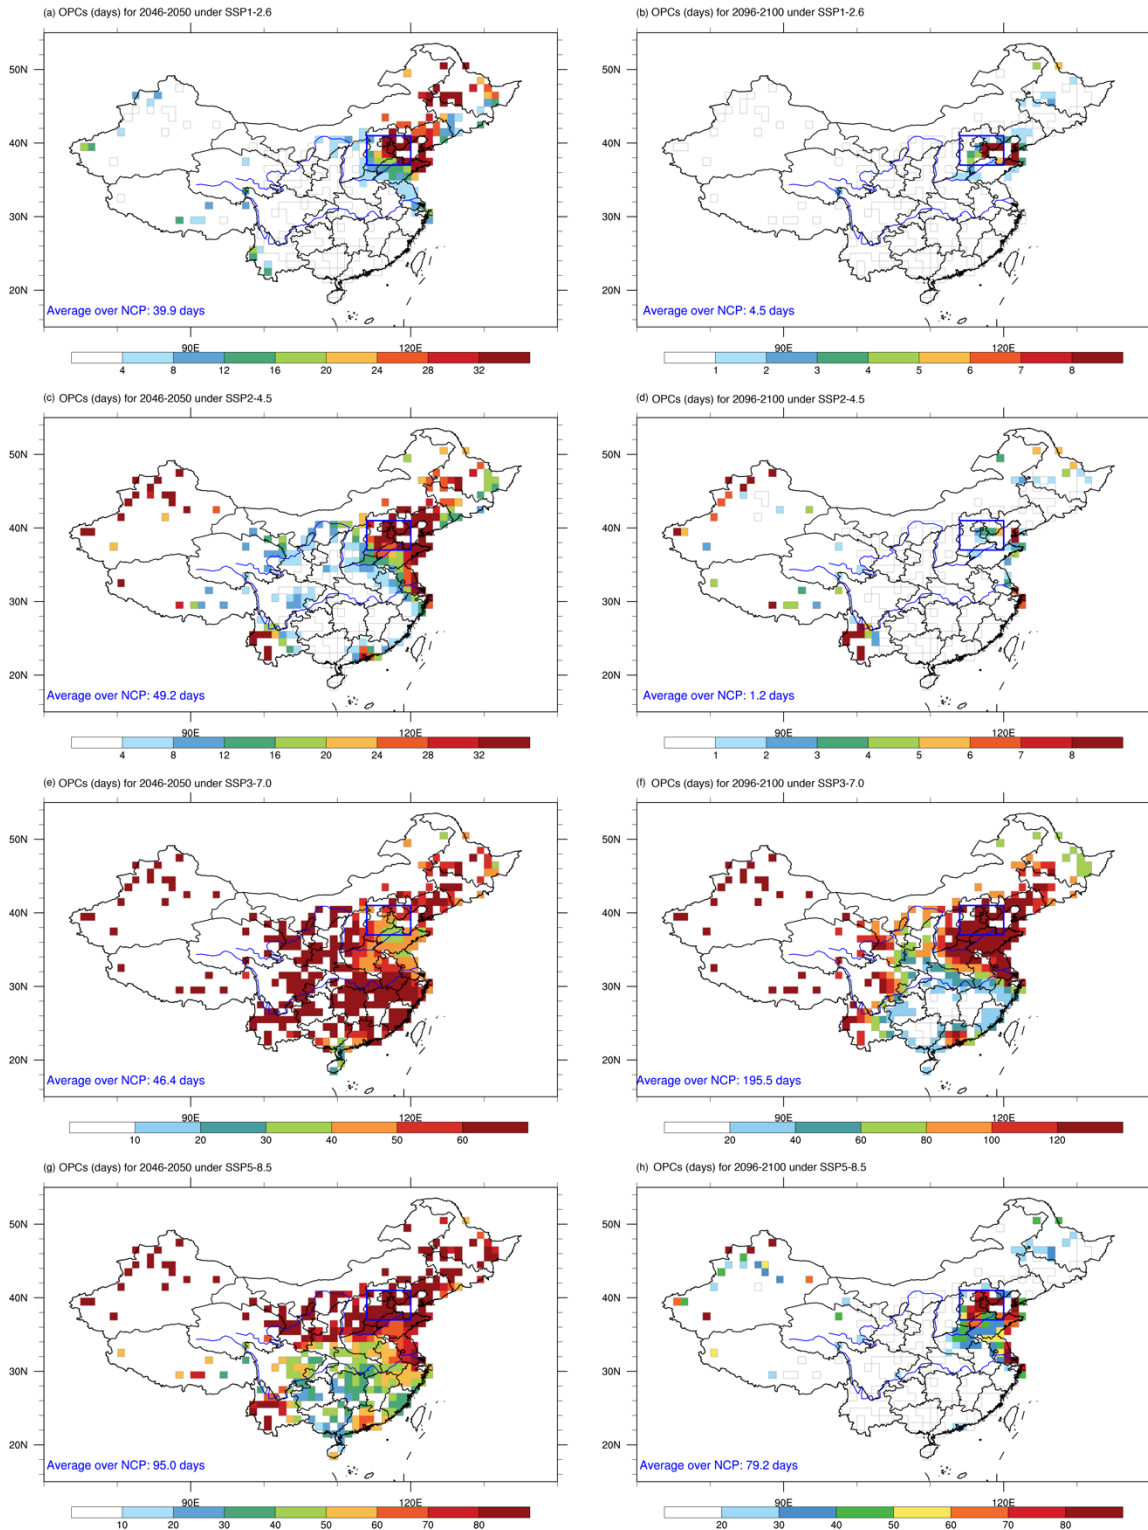 (a) OPCs (days) for 2046-2050 under SSP1-2.6
50N
40N
30N
20N
Average over NCP: 39.9 days
90E 120E
4 8 12 16 20 24 28 32
(b) OPCs (days) for 2096-2100 under SSP1-2.6
50N
40N
30N
20N
Average over NCP: 4.5 days
90E 120E
1 2 3 4 5 6 7 8
(c) OPCs (days) for 2046-2050 under SSP2-4.5
50N
40N
30N
20N
Average over NCP: 49.2 days
90E 120E
4 8 12 16 20 24 28 32
(d) OPCs (days) for 2096-2100 under SSP2-4.5
50N
40N
30N
20N
Average over NCP: 1.2 days
90E 120E
1 2 3 4 5 6 7 8
(e) OPCs (days) for 2046-2050 under SSP3-7.0
50N
40N
30N
20N
Average over NCP: 46.4 days
90E 120E
10 20 30 40 50 60
(f) OPCs (days) for 2096-2100 under SSP3-7.0
50N
40N
30N
20N
Average over NCP: 195.5 days
90E 120E
20 40 60 80 100 120
(g) OPCs (days) for 2046-2050 under SSP5-8.5
50N
40N
30N
20N
Average over NCP: 95.0 days
90E 120E
10 20 30 40 50 60 70 80
(h) OPCs (days) for 2096-2100 under SSP5-8.5
50N
40N
30N
20N
Average over NCP: 79.2 days
90E 120E
20 30 40 50 60 70 80